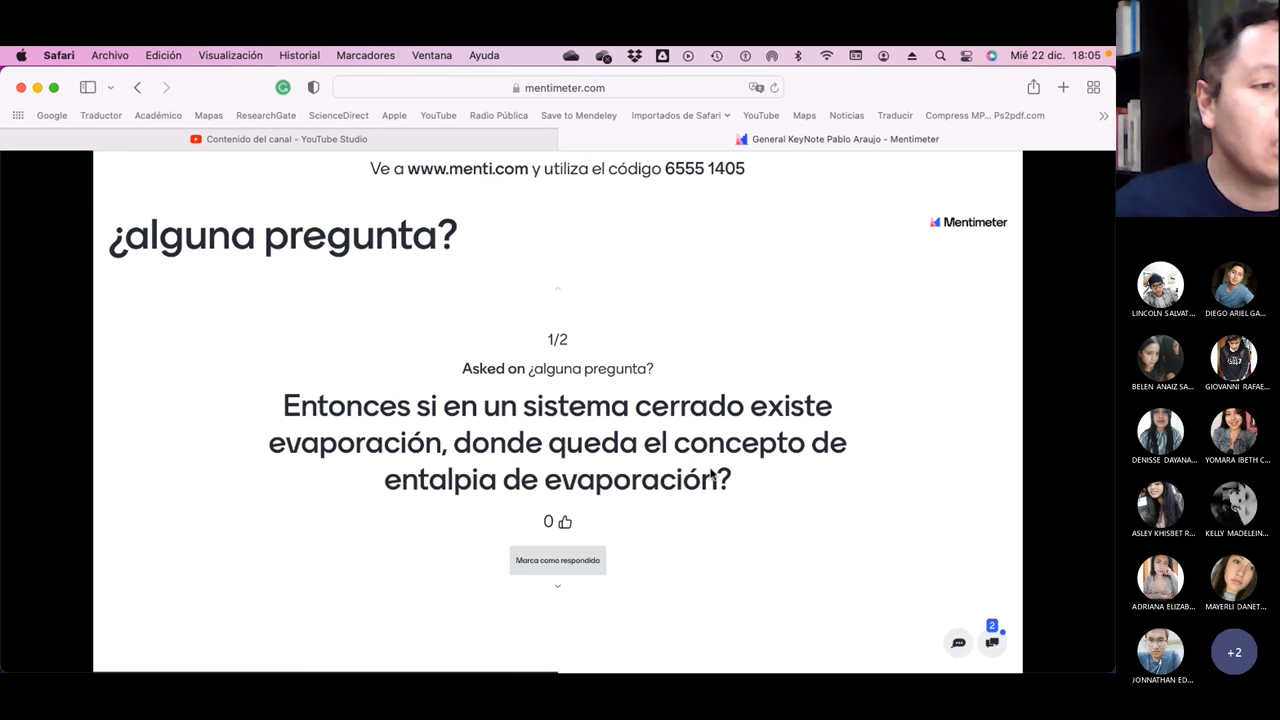 Safari Archivo Edición Visualización Historial Marcadores Ventana Ayuda Mié 22 dic. 18:05
mentimeter.com
Google Traductor Académico Mapas ResearchGate ScienceDirect Apple YouTube Radio Pública Save to Mendeley Importados de Safari YouTube Maps Noticias Traducir Compress MP... Ps2pdf.com
Contenido del canal - YouTube Studio
General KeyNote Pablo Araujo - Mentimeter
Ve a www.menti.com y utiliza el código 6555 1405
¿alguna pregunta?
Mentimeter
1/2
Asked on ¿alguna pregunta?
Entonces si en un sistema cerrado existe
evaporación, donde queda el concepto de
entalpia de evaporación?
0
Marca como respondida
2
LINCOLN SALVAT... DIEGO ARIEL GA...
BELEN ANAIZ SA... GIOVANNI RAFAE...
DENISSE DAYANA... YOMARA IBETH C...
ASLEY KHISBET R... KELLY MADELEIN...
ADRIANA ELIZAB... MAYERLI DANET...
JONNATHAN ED... +2